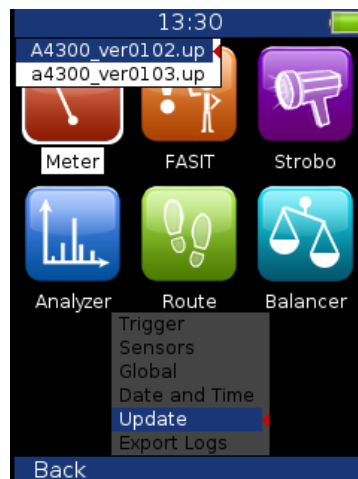 13:30
A4300_ver0102.up
a4300_ver0103.up
Meter
FASIT
Strobo
Analyzer
Route
Balancer
Trigger
Sensors
Global
Date and Time
Update
Export Logs
Back